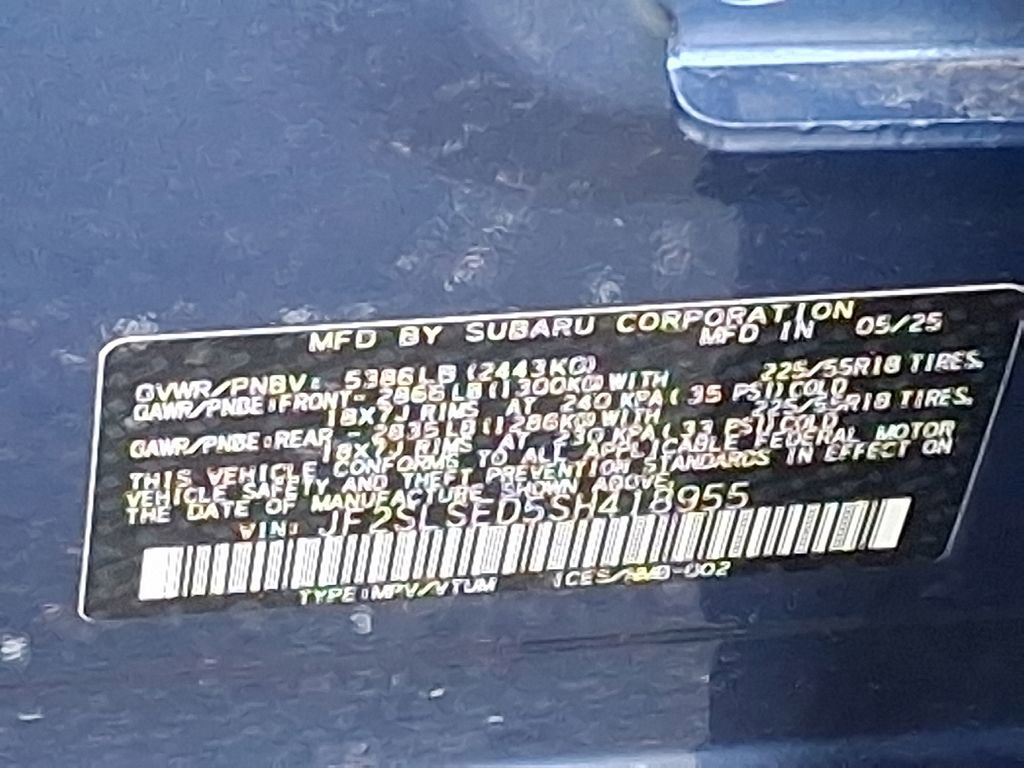 MFD BY SUBARU CORPORATION
MFD IN 05/25
GVWR/PNBV: 5386LB (2443KG)
GAWR/PNBE:FRONT- 2866LB(1300KG)WITH 225/55R18 TIRES,
18X7J RIMS AT 240 KPA( 35 PSI)COLD
GAWR/PNBE:REAR - 2835LB(1286KG)WITH 225/55R18 TIRES,
18X7J RIMS AT 230 KPA( 33 PSI)COLD
THIS VEHICLE CONFORMS TO ALL APPLICABLE FEDERAL MOTOR
VEHICLE SAFETY AND THEFT PREVENTION STANDARDS IN EFFECT ON
THE DATE OF MANUFACTURE SHOWN ABOVE.
VIN: JF2SLSED5SH418955
TYPE:MPV/VTUM